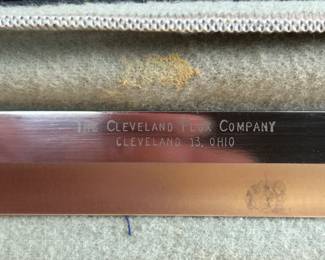 THE CLEVELAND FLUX COMPANY
CLEVELAND 13, OHIO